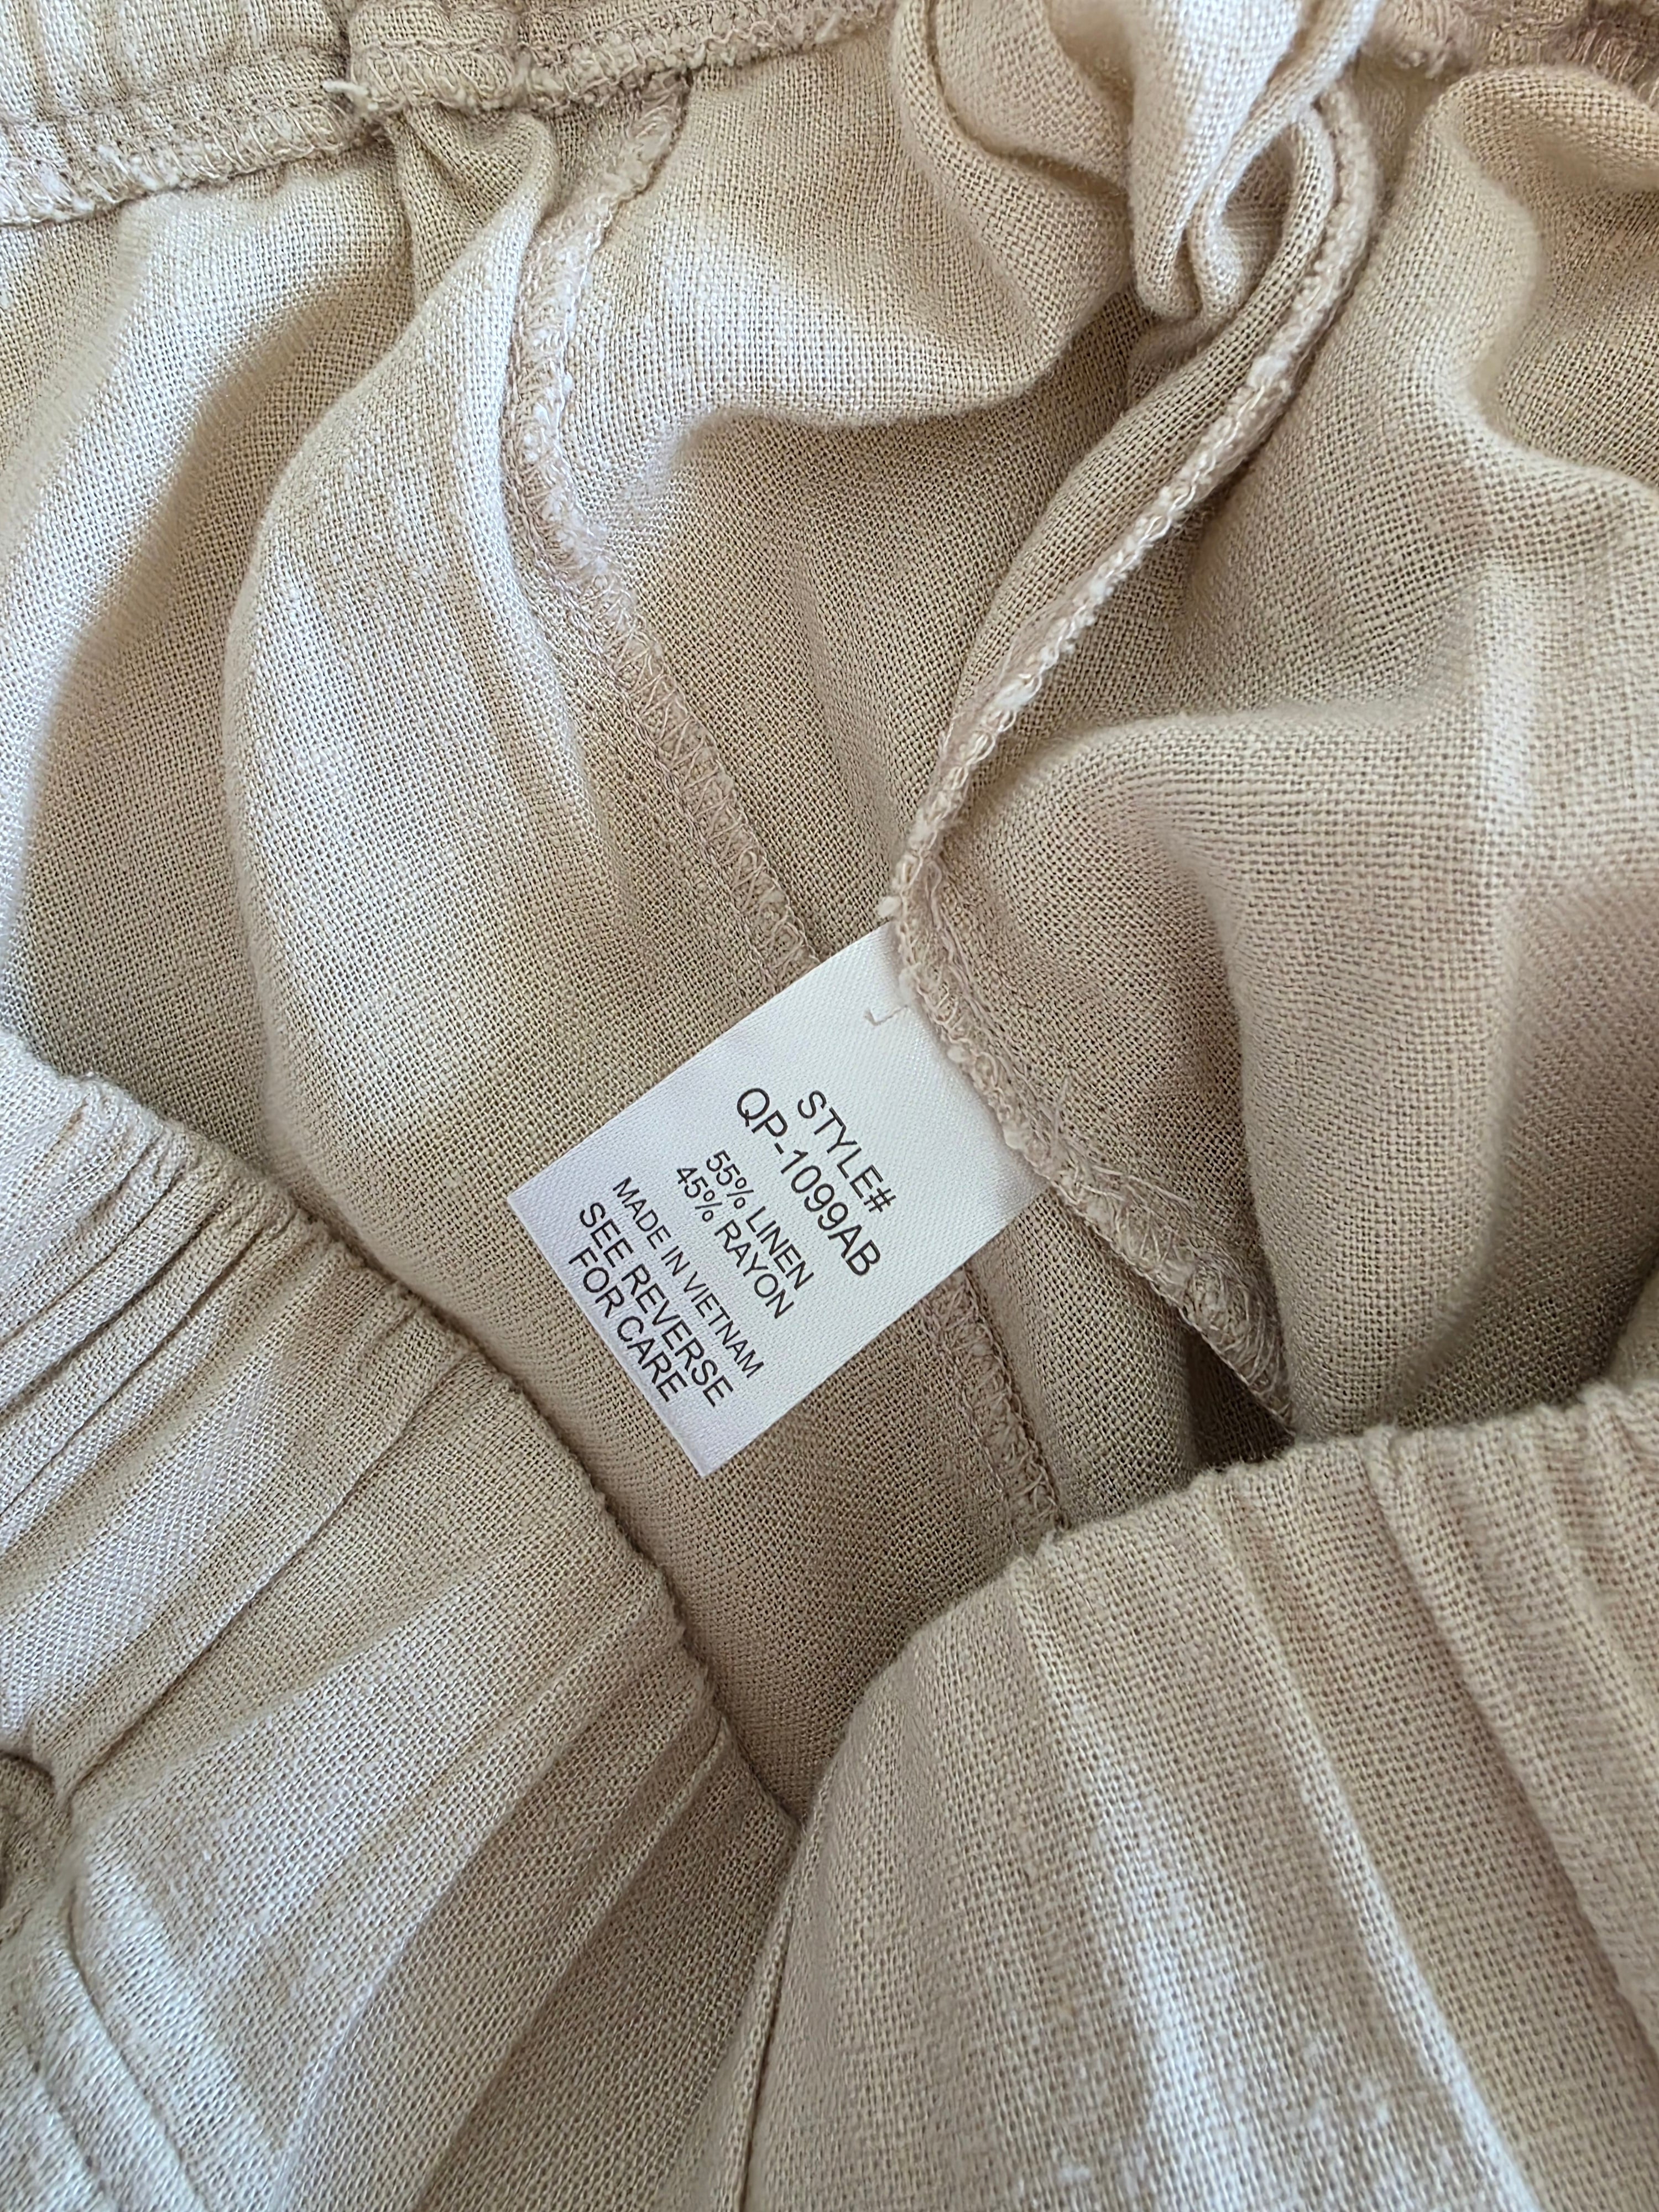 STYLE#
QP-1099AB
55% LINEN
45% RAYON
MADE IN VIETNAM
SEE REVERSE
FOR CARE